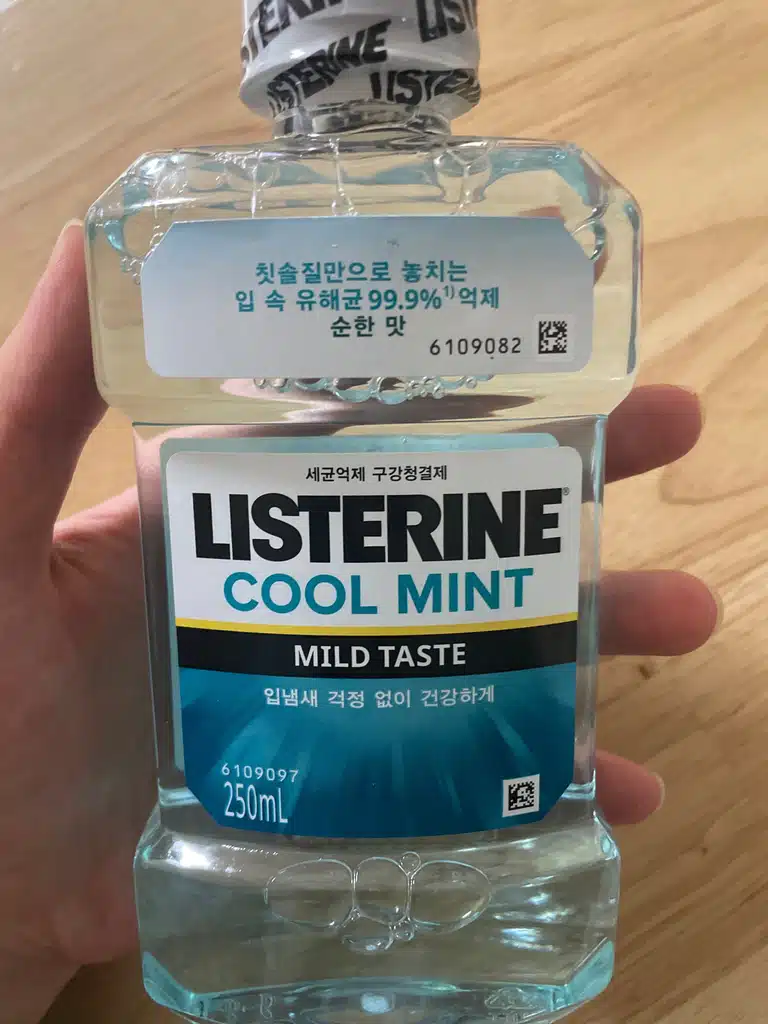 LISTERINE
LISTERINE
칫솔질만으로 놓치는
입 속 유해균 99.9%¹⁾억제
순한 맛
6109082
세균억제 구강청결제
LISTERINE®
COOL MINT
MILD TASTE
입냄새 걱정 없이 건강하게
6109097
250mL